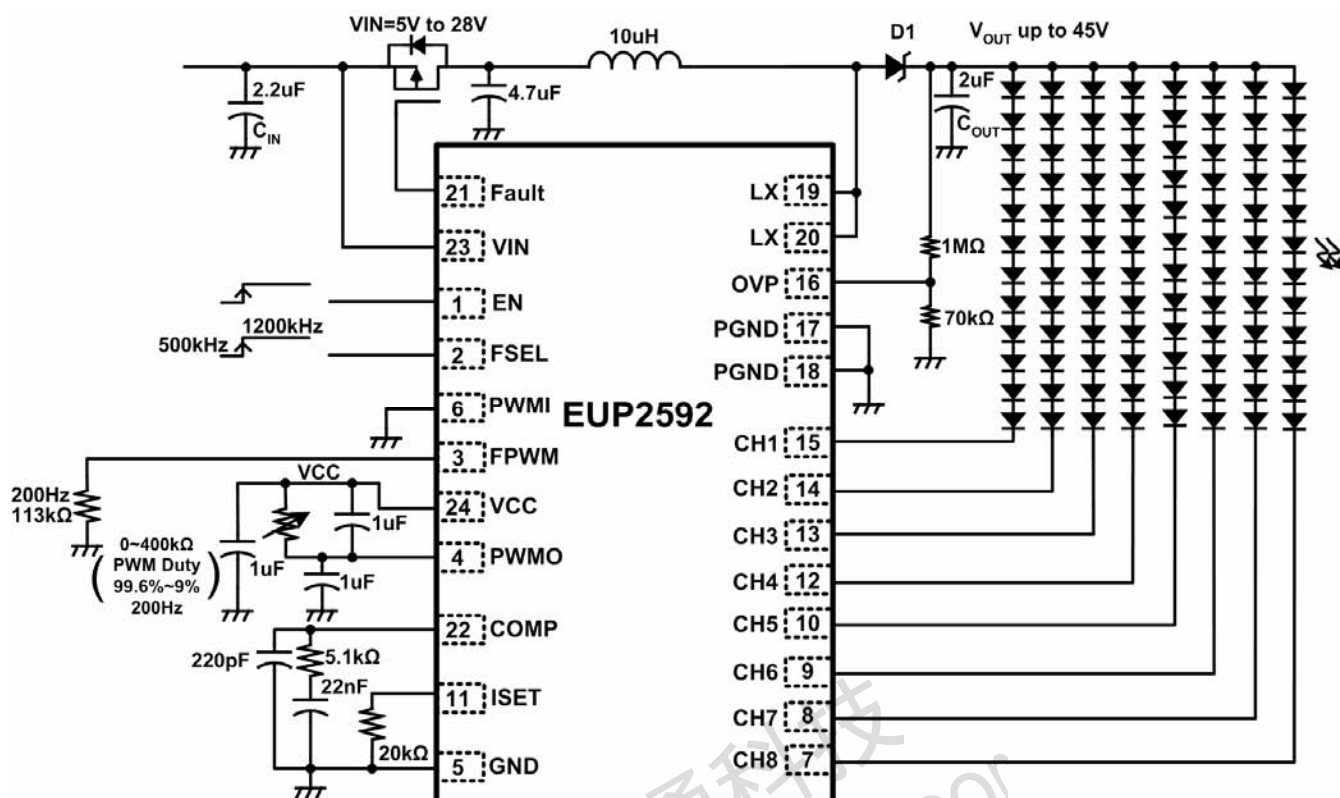 VIN=5V to 28V
10uH
D1
VOUT up to 45V
2.2uF
CIN
4.7uF
2uF
COUT
21 Fault
LX 19
23 VIN
LX 20
1MΩ
1 EN
OVP 16
70kΩ
500kHz
1200kHz
2 FSEL
PGND 17
PGND 18
6 PWMI
EUP2592
3 FPWM
CH1 15
200Hz
113kΩ
VCC
24 VCC
CH2 14
1uF
0~400kΩ
PWM Duty
99.6%~9%
200Hz
1uF
1uF
4 PWMO
CH3 13
CH4 12
22 COMP
CH5 10
220pF
5.1kΩ
22nF
11 ISET
CH6 9
CH7 8
20kΩ
5 GND
CH8 7
科技